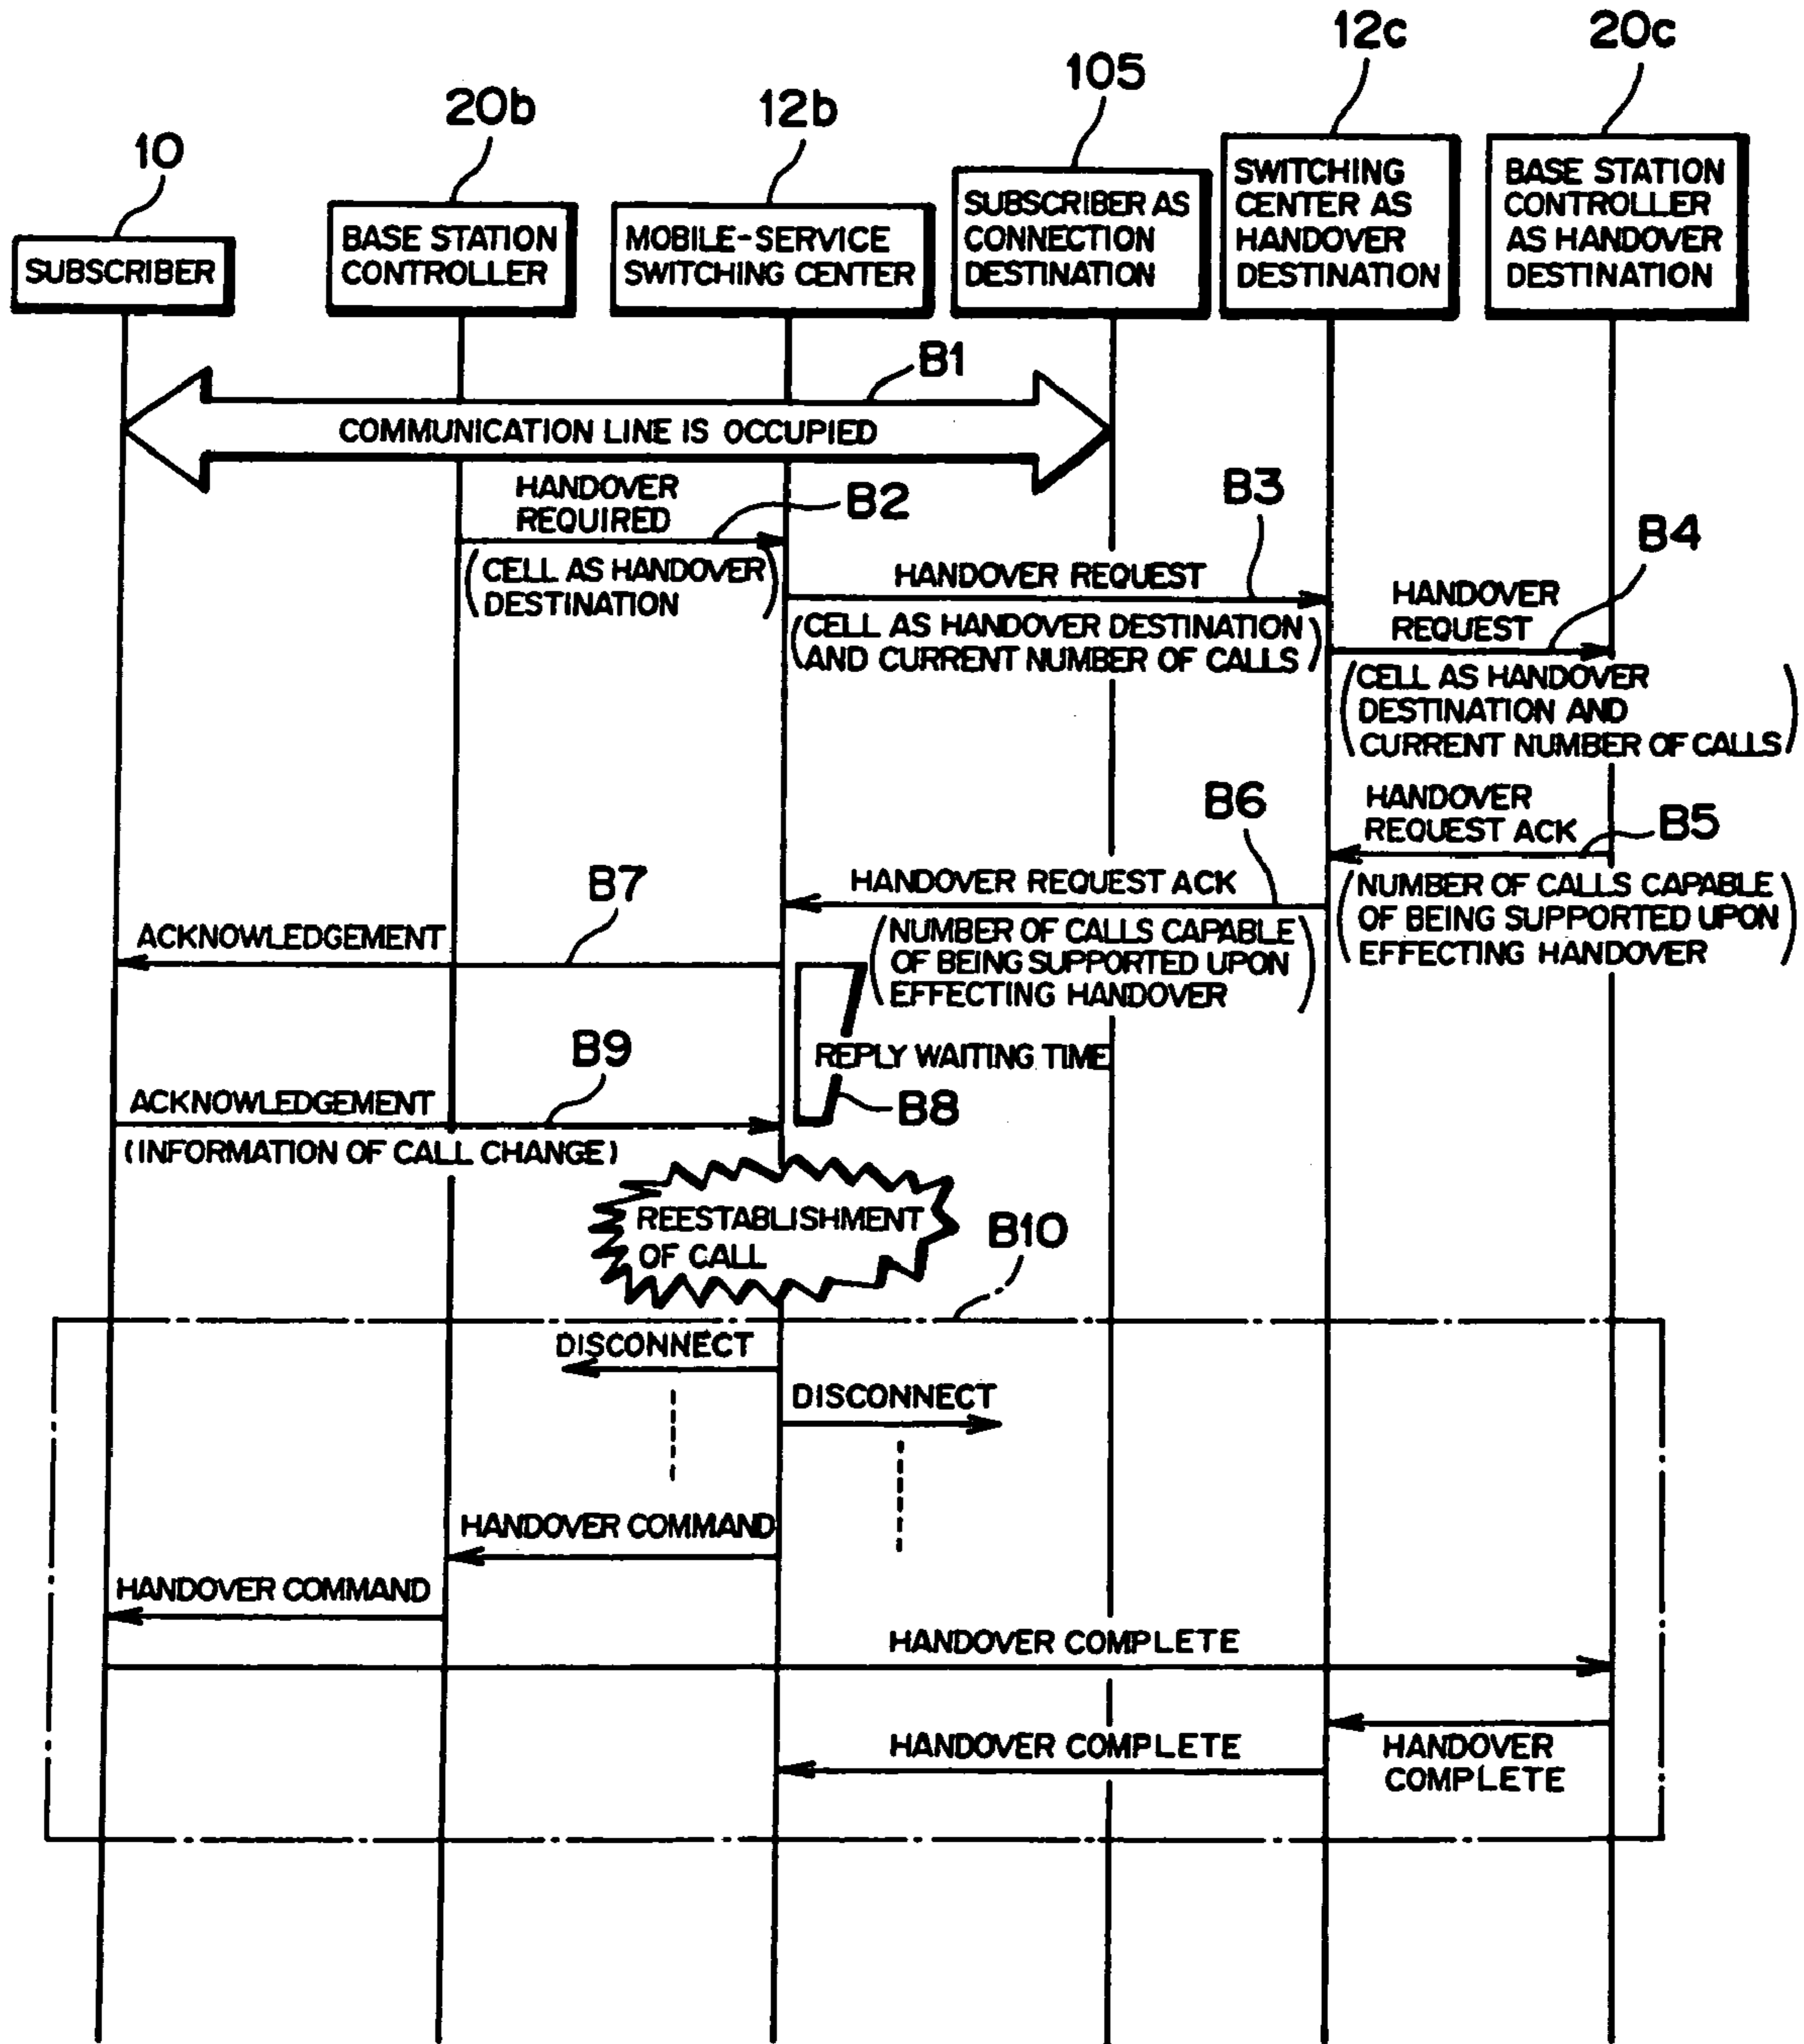 12c
20c
105
20b
12b
10
SUBSCRIBER
BASE STATION
CONTROLLER
MOBILE-SERVICE
SWITCHING CENTER
SUBSCRIBER AS
CONNECTION
DESTINATION
SWITCHING
CENTER AS
HANDOVER
DESTINATION
BASE STATION
CONTROLLER
AS HANDOVER
DESTINATION
B1
COMMUNICATION LINE IS OCCUPIED
HANDOVER
REQUIRED
B2
(CELL AS HANDOVER
DESTINATION)
B3
HANDOVER REQUEST
(CELL AS HANDOVER DESTINATION
AND CURRENT NUMBER OF CALLS)
B4
HANDOVER
REQUEST
(CELL AS HANDOVER
DESTINATION AND
CURRENT NUMBER OF CALLS)
HANDOVER
REQUEST ACK
B5
(NUMBER OF CALLS CAPABLE
OF BEING SUPPORTED UPON
EFFECTING HANDOVER)
B6
HANDOVER REQUEST ACK
(NUMBER OF CALLS CAPABLE
OF BEING SUPPORTED UPON
EFFECTING HANDOVER)
B7
ACKNOWLEDGEMENT
REPLY WAITING TIME
B8
B9
ACKNOWLEDGEMENT
(INFORMATION OF CALL CHANGE)
REESTABLISHMENT
OF CALL
B10
DISCONNECT
DISCONNECT
HANDOVER COMMAND
HANDOVER COMMAND
HANDOVER COMPLETE
HANDOVER COMPLETE
HANDOVER
COMPLETE